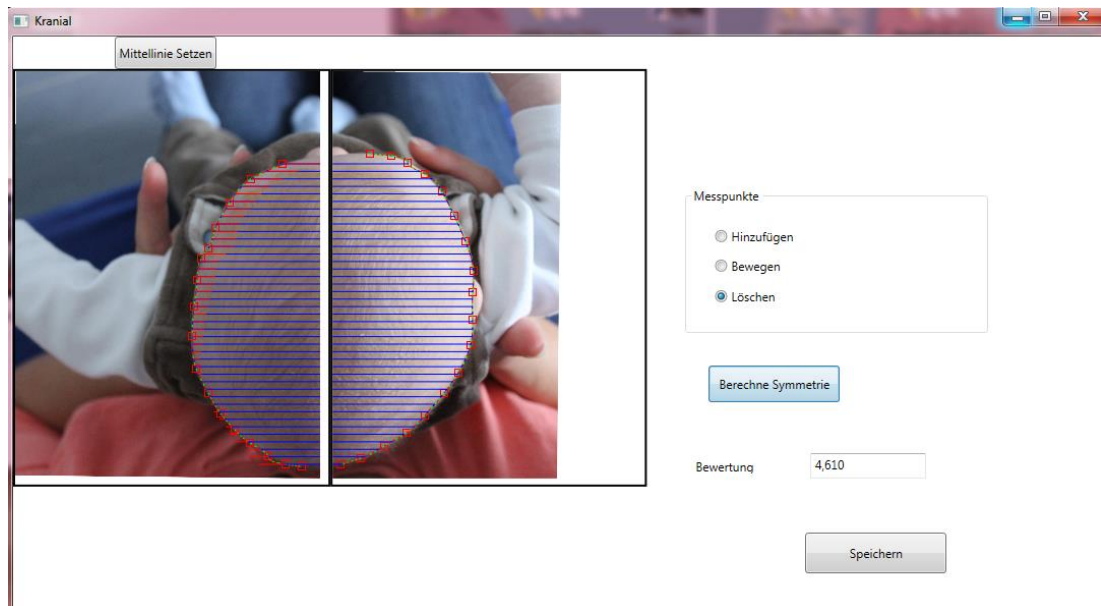 Kranial
Mittellinie Setzen
Messpunkte
Hinzufügen
Bewegen
Löschen
Berechne Symmetrie
Bewertung
4,610
Speichern